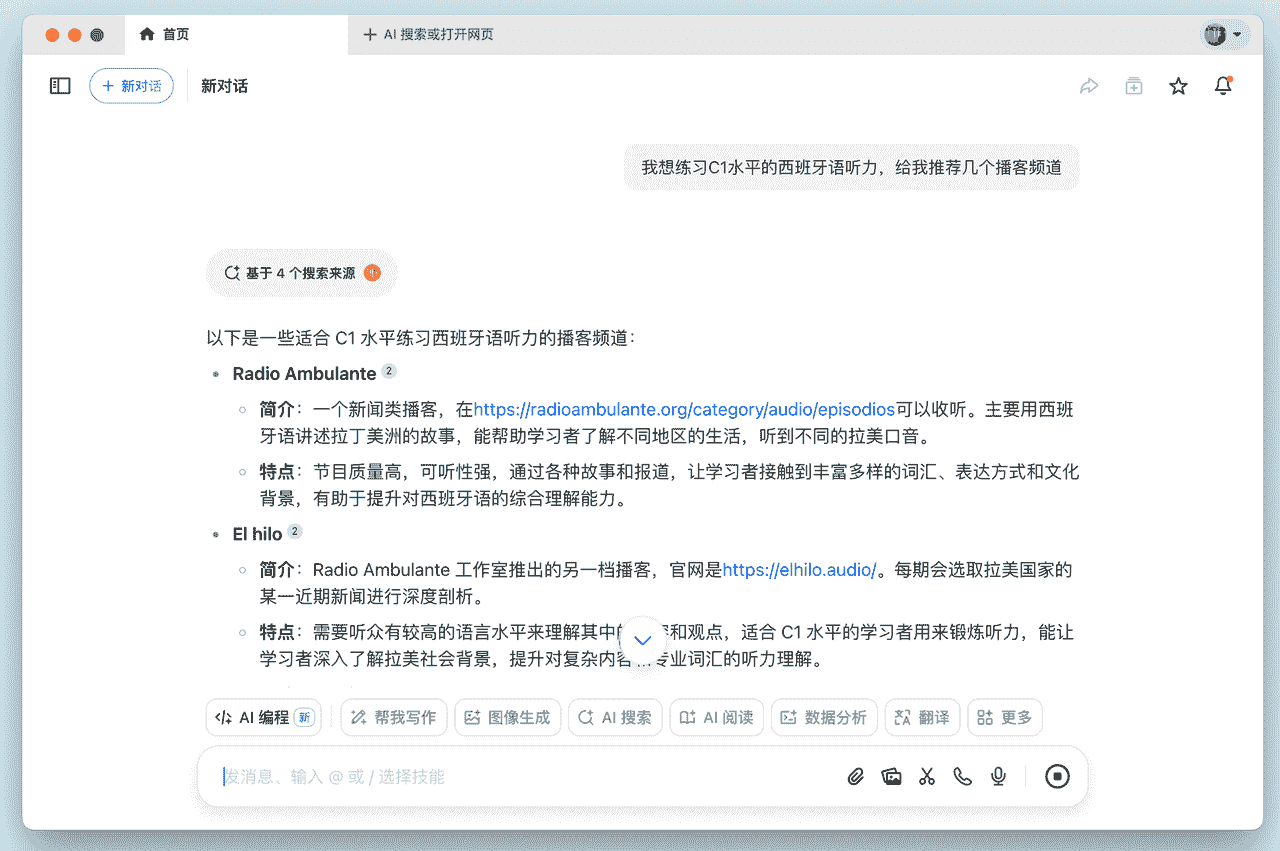 首页
AI 搜索或打开网页
新对话
新对话
我想练习C1水平的西班牙语听力，给我推荐几个播客频道
基于 4 个搜索来源
以下是一些适合 C1 水平练习西班牙语听力的播客频道：
Radio Ambulante 2
简介：一个新闻类播客，在https://radioambulante.org/category/audio/episodios可以收听。主要用西班
牙语讲述拉丁美洲的故事，能帮助学习者了解不同地区的生活，听到不同的拉美口音。
特点：节目质量高，可听性强，通过各种故事和报道，让学习者接触到丰富多样的词汇、表达方式和文化
背景，有助于提升对西班牙语的综合理解能力。
El hilo 2
简介：Radio Ambulante 工作室推出的另一档播客，官网是https://elhilo.audio/。每期会选取拉美国家的
某一近期新闻进行深度剖析。
特点：需要听众有较高的语言水平来理解其中的 和观点，适合 C1 水平的学习者用来锻炼听力，能让
学习者深入了解拉美社会背景，提升对复杂内容 专业词汇的听力理解。
AI 编程 新
帮我写作
图像生成
AI 搜索
AI 阅读
数据分析
翻译
更多
发消息、输入 @ 或 / 选择技能